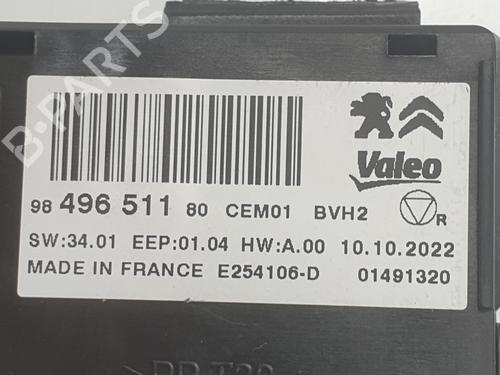 B-PARTS
Valeo
98 496 511 80 CEM01 BVH2
R
SW:34.01 EEP:01.04 HW:A.00 10.10.2022
MADE IN FRANCE E254106-D 01491320